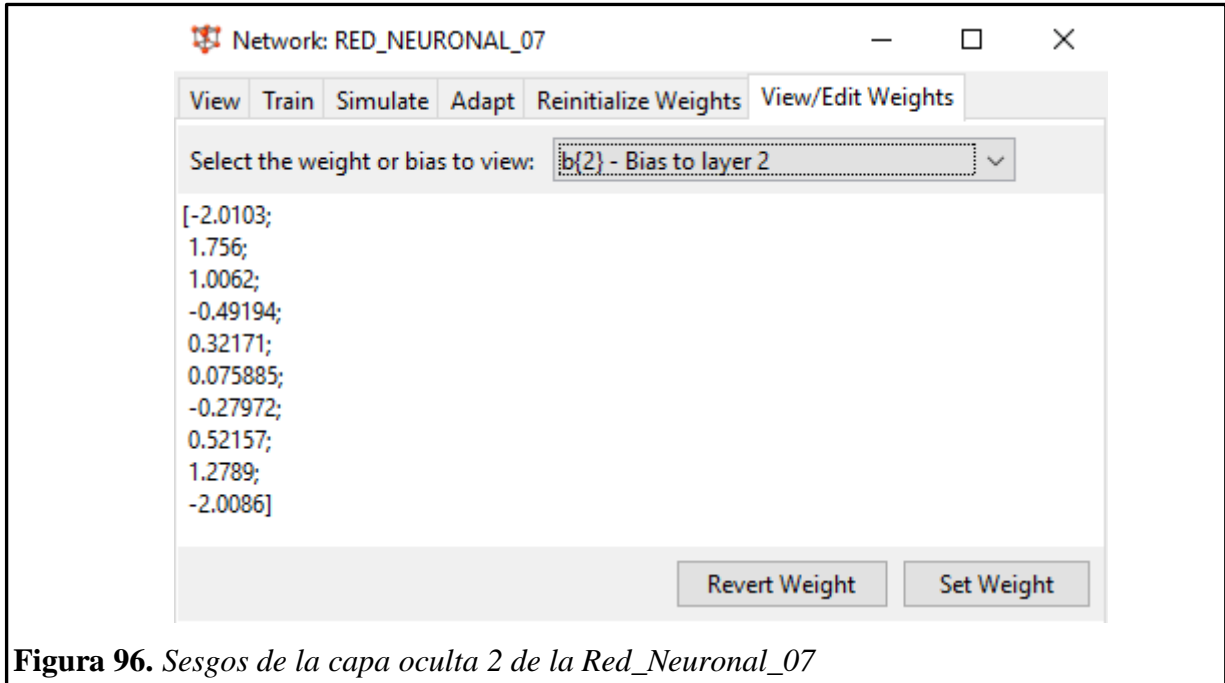 Network: RED_NEURONAL_07
View Train Simulate Adapt Reinitialize Weights View/Edit Weights
Select the weight or bias to view: b{2} - Bias to layer 2
[-2.0103;
1.756;
1.0062;
-0.49194;
0.32171;
0.075885;
-0.27972;
0.52157;
1.2789;
-2.0086]
Revert Weight Set Weight
Figura 96. Sesgos de la capa oculta 2 de la Red_Neuronal_07